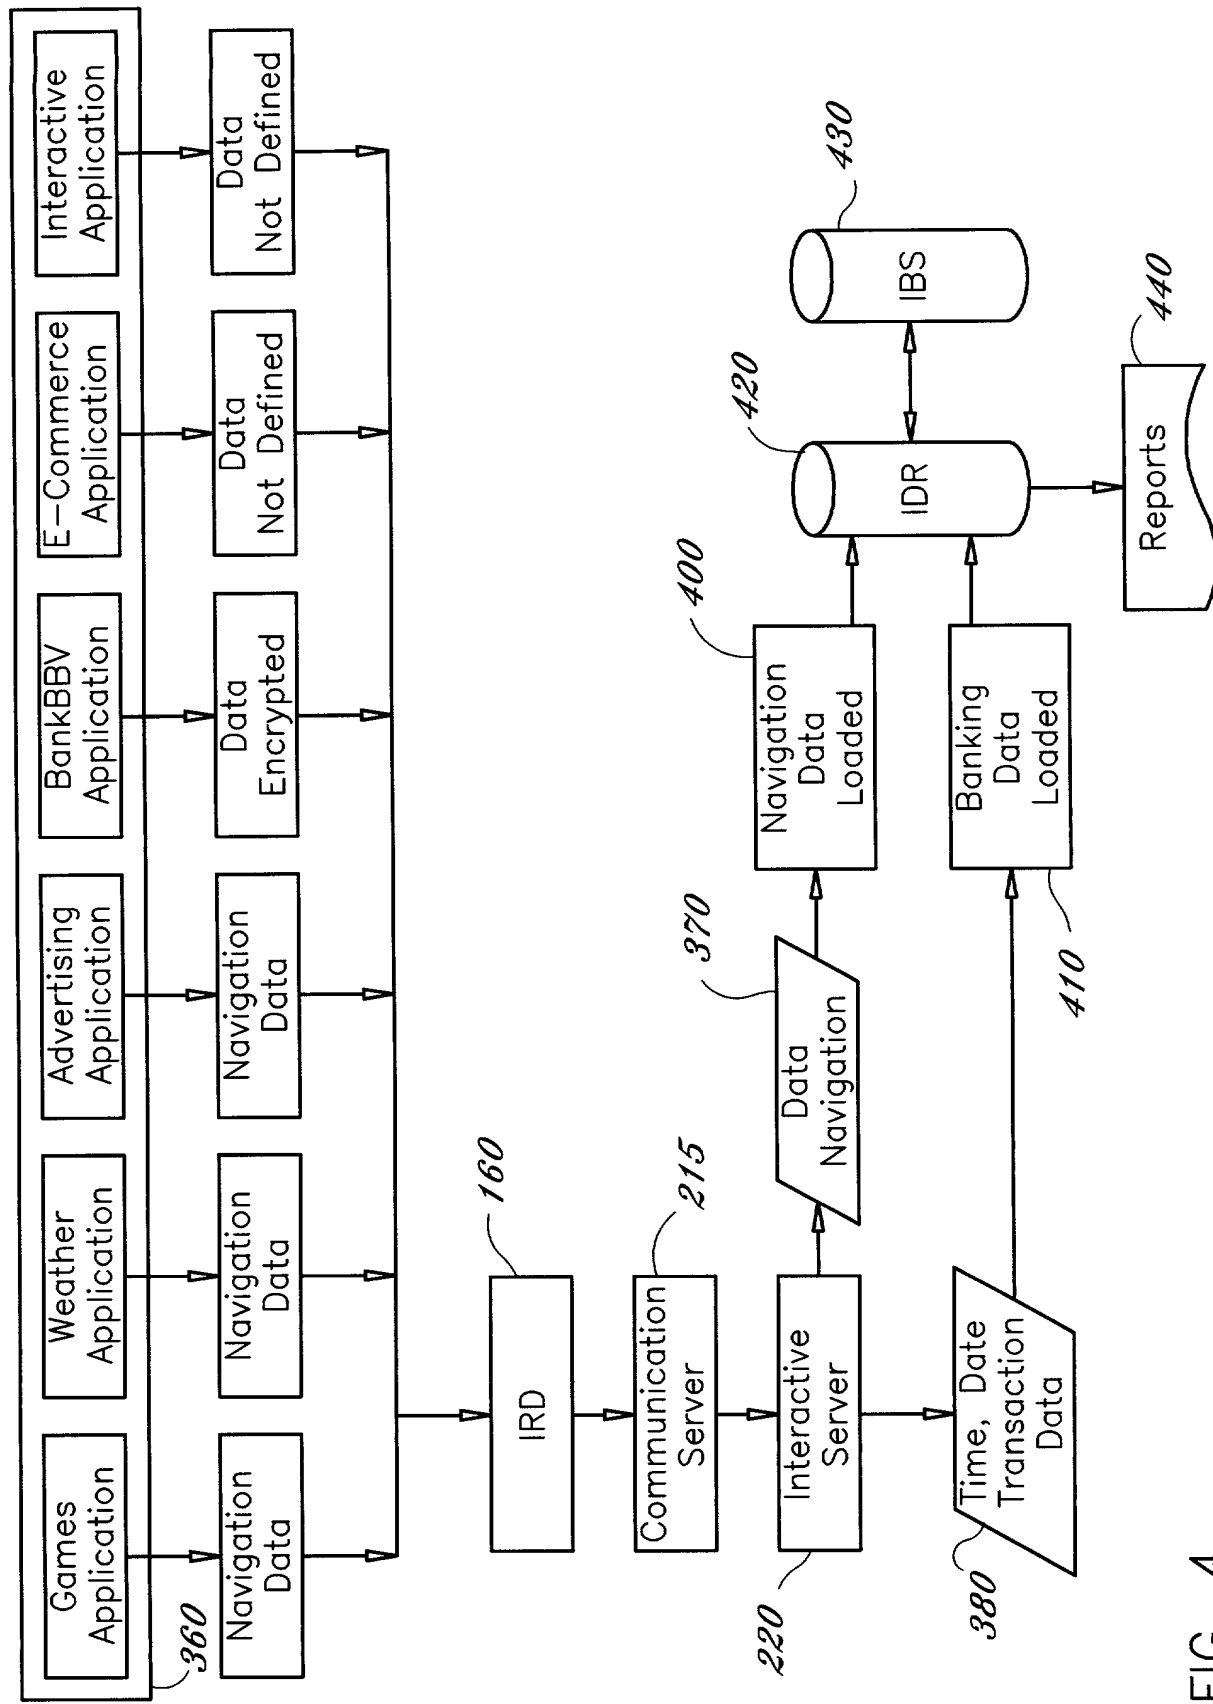 Games
Application
Weather
Application
Advertising
Application
BankBBV
Application
E-Commerce
Application
Interactive
Application
360
Navigation
Data
Navigation
Data
Navigation
Data
Data
Encrypted
Data
Not Defined
Data
Not Defined
IRD
160
Communication
Server
215
Interactive
Server
220
Data
Navigation
370
Navigation
Data
Loaded
400
IDR
420
IBS
430
Time, Date
Transaction
Data
380
Banking
Data
Loaded
410
Reports
440
FIG. 4